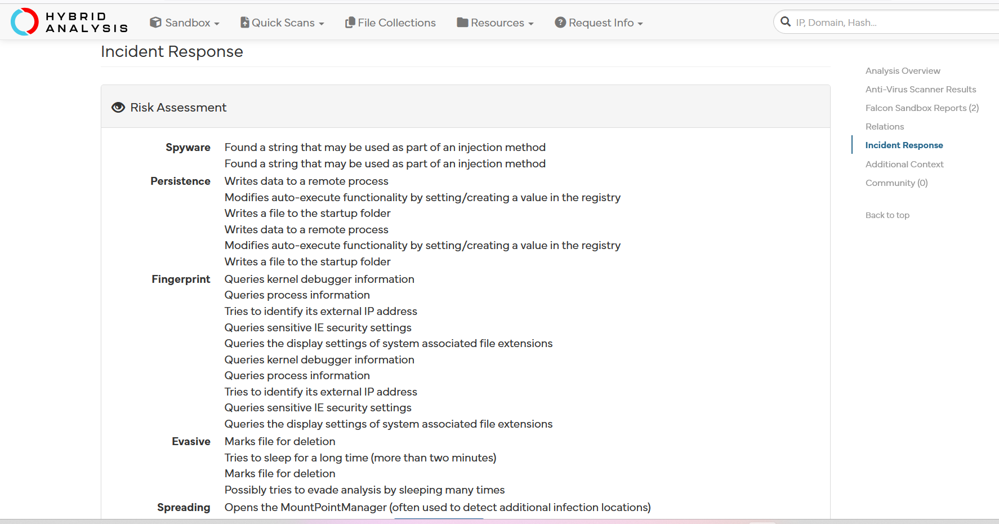 HYBRID
ANALYSIS
Sandbox
Quick Scans
File Collections
Resources
Request Info
IP, Domain, Hash...
Incident Response
Risk Assessment
Spyware Found a string that may be used as part of an injection method
Found a string that may be used as part of an injection method
Persistence Writes data to a remote process
Modifies auto-execute functionality by setting/creating a value in the registry
Writes a file to the startup folder
Writes data to a remote process
Modifies auto-execute functionality by setting/creating a value in the registry
Writes a file to the startup folder
Fingerprint Queries kernel debugger information
Queries process information
Tries to identify its external IP address
Queries sensitive IE security settings
Queries the display settings of system associated file extensions
Queries kernel debugger information
Queries process information
Tries to identify its external IP address
Queries sensitive IE security settings
Queries the display settings of system associated file extensions
Evasive Marks file for deletion
Tries to sleep for a long time (more than two minutes)
Marks file for deletion
Possibly tries to evade analysis by sleeping many times
Spreading Opens the MountPointManager (often used to detect additional infection locations)
Analysis Overview
Anti-Virus Scanner Results
Falcon Sandbox Reports (2)
Relations
Incident Response
Additional Context
Community (0)
Back to top